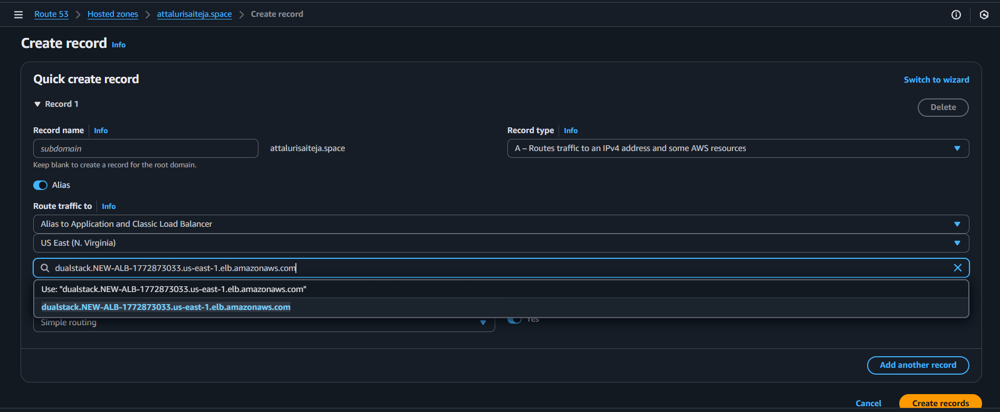 Route 53 > Hosted zones > attalurisaiteja.space > Create record
Create record Info
Quick create record
Switch to wizard
Record 1
Delete
Record name Info
Record type Info
subdomain
attalurisaiteja.space
A – Routes traffic to an IPv4 address and some AWS resources
Keep blank to create a record for the root domain.
Alias
Route traffic to Info
Alias to Application and Classic Load Balancer
US East (N. Virginia)
dualstack.NEW-ALB-1772873033.us-east-1.elb.amazonaws.com
Use: "dualstack.NEW-ALB-1772873033.us-east-1.elb.amazonaws.com"
dualstack.NEW-ALB-1772873033.us-east-1.elb.amazonaws.com
Simple routing
Yes
Add another record
Cancel
Create records